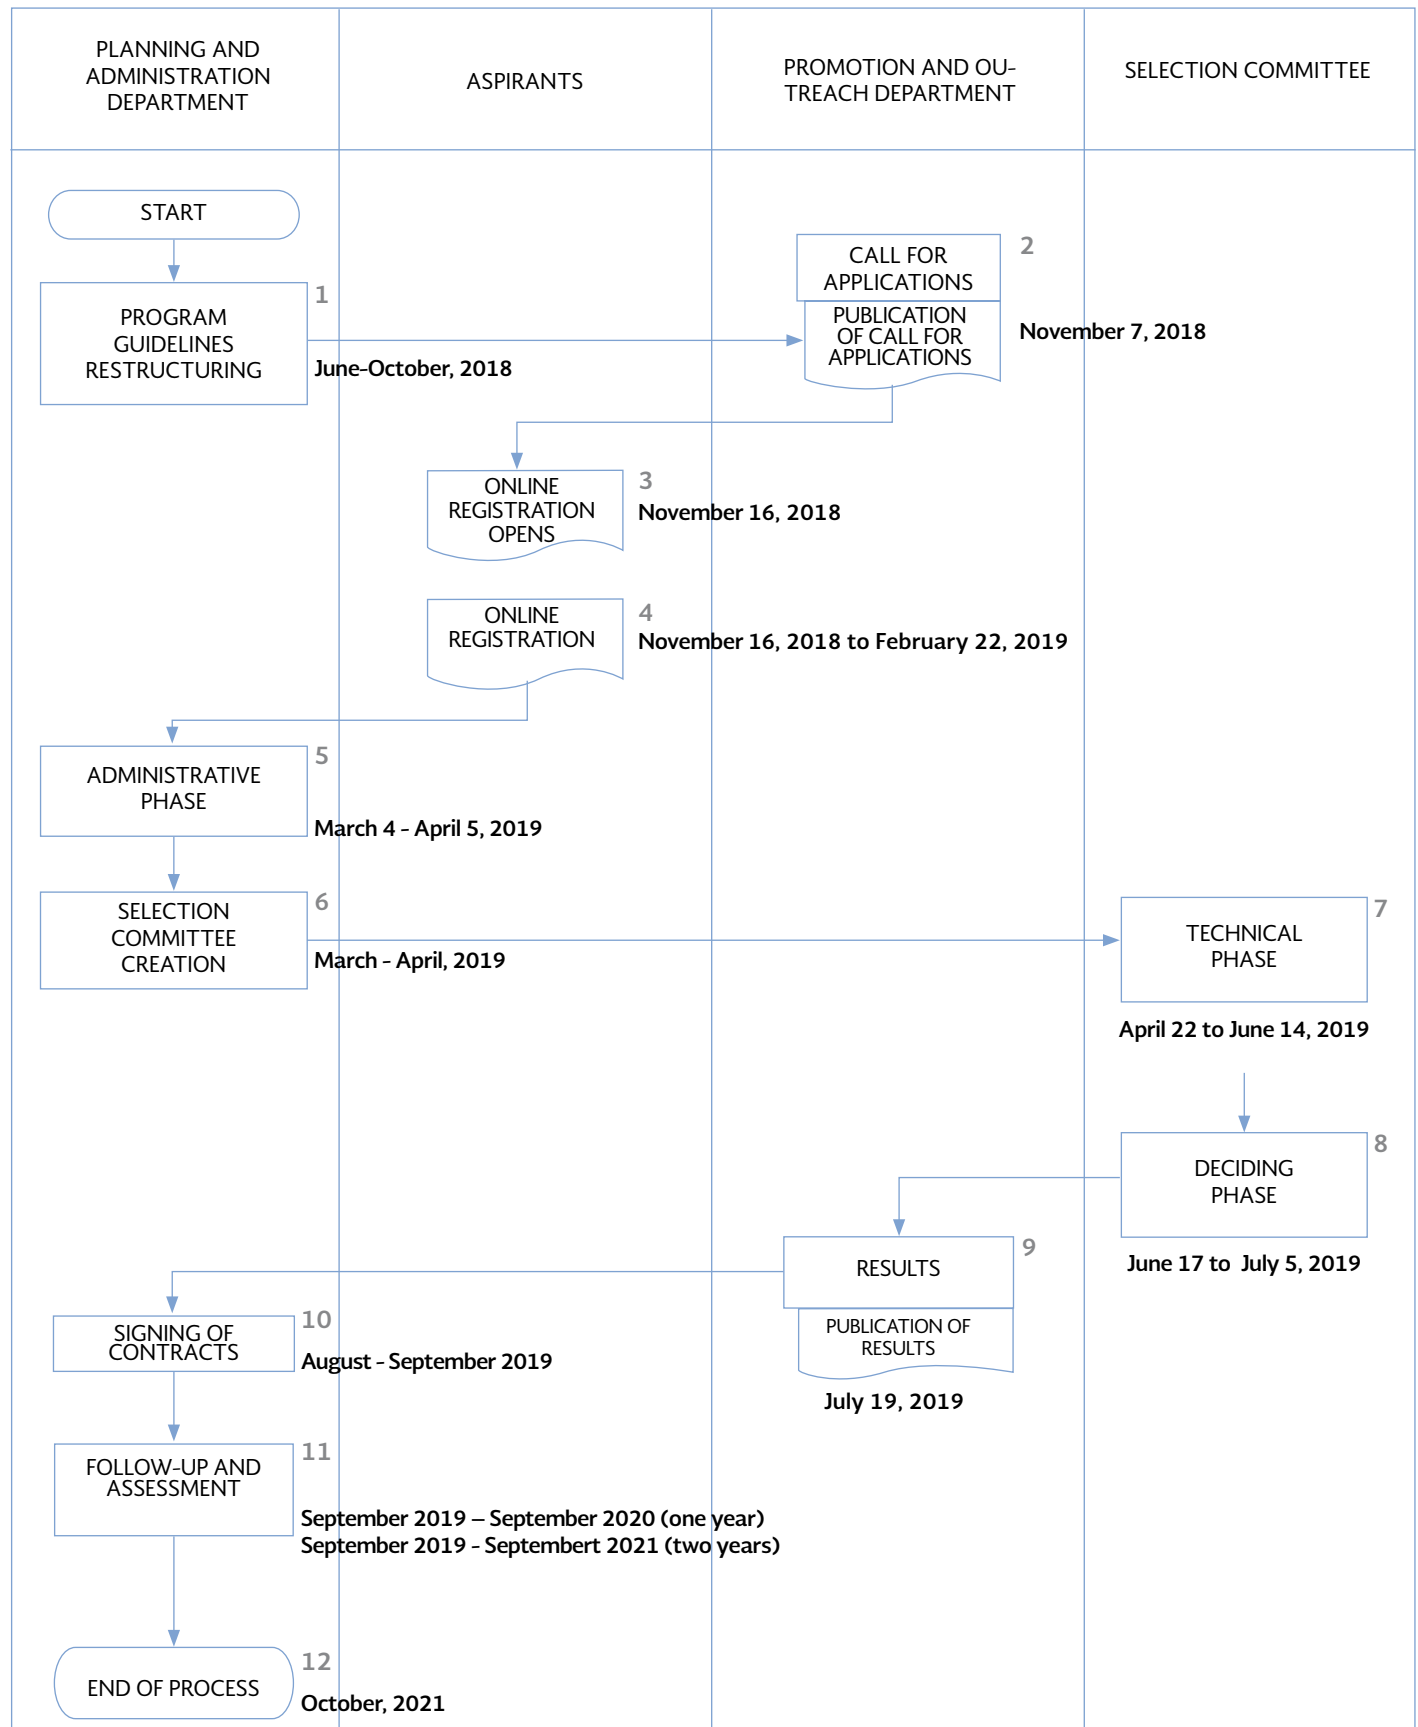 PLANNING AND
ADMINISTRATION
DEPARTMENT
ASPIRANTS
PROMOTION AND OU-
TREACH DEPARTMENT
SELECTION COMMITTEE
START
1
PROGRAM
GUIDELINES
RESTRUCTURING
June-October, 2018
2
CALL FOR
APPLICATIONS
PUBLICATION
OF CALL FOR
APPLICATIONS
November 7, 2018
3
ONLINE
REGISTRATION
OPENS
November 16, 2018
4
ONLINE
REGISTRATION
November 16, 2018 to February 22, 2019
5
ADMINISTRATIVE
PHASE
March 4 - April 5, 2019
6
SELECTION
COMMITTEE
CREATION
March - April, 2019
7
TECHNICAL
PHASE
April 22 to June 14, 2019
8
DECIDING
PHASE
June 17 to  July 5, 2019
9
RESULTS
PUBLICATION OF
RESULTS
July 19, 2019
10
SIGNING OF
CONTRACTS
August - September 2019
11
FOLLOW-UP AND
ASSESSMENT
September 2019 – September 2020 (one year)
September 2019 - Septembert 2021 (two years)
12
END OF PROCESS
October, 2021